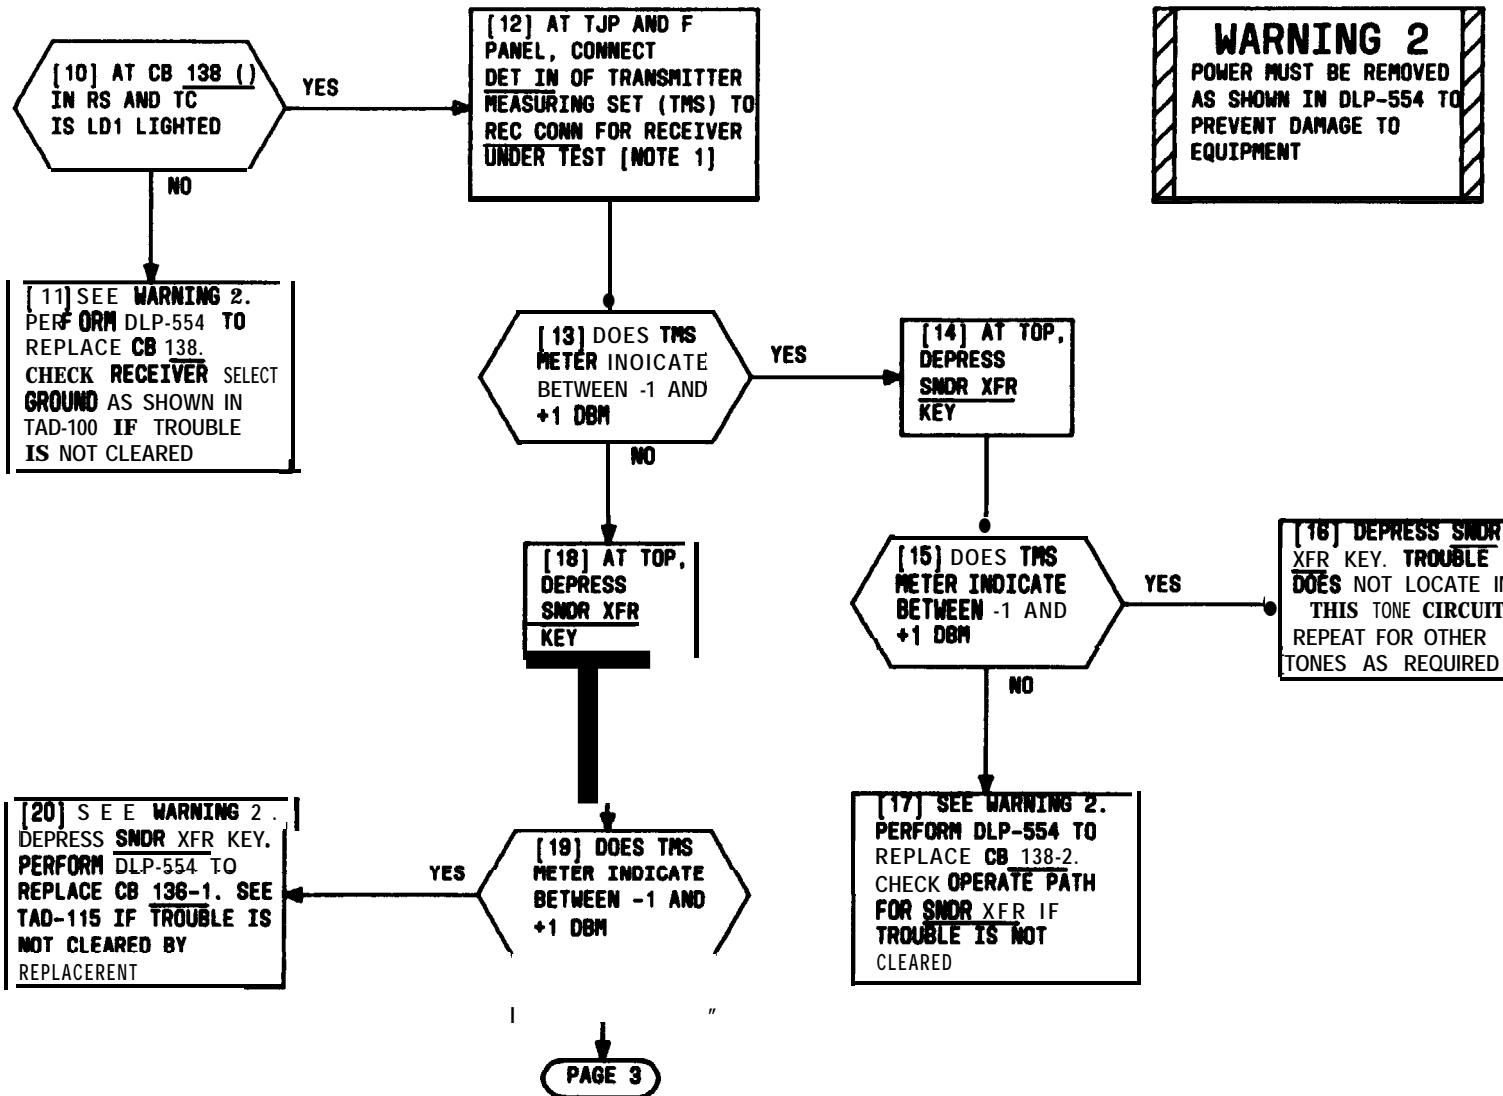 [10] AT CB 138 ()
IN RS AND TC
IS LD1 LIGHTED
YES
NO
[12] AT TJP AND F
PANEL, CONNECT
DET IN OF TRANSMITTER
MEASURING SET (TMS) TO
REC CONN FOR RECEIVER
UNDER TEST [NOTE 1]
WARNING 2
POWER MUST BE REMOVED
AS SHOWN IN DLP-554 TO
PREVENT DAMAGE TO
EQUIPMENT
[11] SEE WARNING 2.
PERFORM DLP-554 TO
REPLACE CB 138.
CHECK RECEIVER SELECT
GROUND AS SHOWN IN
TAD-100 IF TROUBLE
IS NOT CLEARED
[13] DOES TMS
METER INOICATE
BETWEEN -1 AND
+1 DBM
YES
NO
[14] AT TOP,
DEPRESS
SNDR XFR
KEY
[18] AT TOP,
DEPRESS
SNDR XFR
KEY
[15] DOES TMS
METER INDICATE
BETWEEN -1 AND
+1 DBM
YES
NO
[16] DEPRESS SNDR
XFR KEY. TROUBLE
DOES NOT LOCATE IN
THIS TONE CIRCUIT
REPEAT FOR OTHER
TONES AS REQUIRED
[20] SEE WARNING 2.
DEPRESS SNDR XFR KEY.
PERFORM DLP-554 TO
REPLACE CB 136-1. SEE
TAD-115 IF TROUBLE IS
NOT CLEARED BY
REPLACERENT
YES
[19] DOES TMS
METER INDICATE
BETWEEN -1 AND
+1 DBM
[17] SEE WARNING 2.
PERFORM DLP-554 TO
REPLACE CB 138-2.
CHECK OPERATE PATH
FOR SNDR XFR IF
TROUBLE IS NOT
CLEARED
PAGE 3